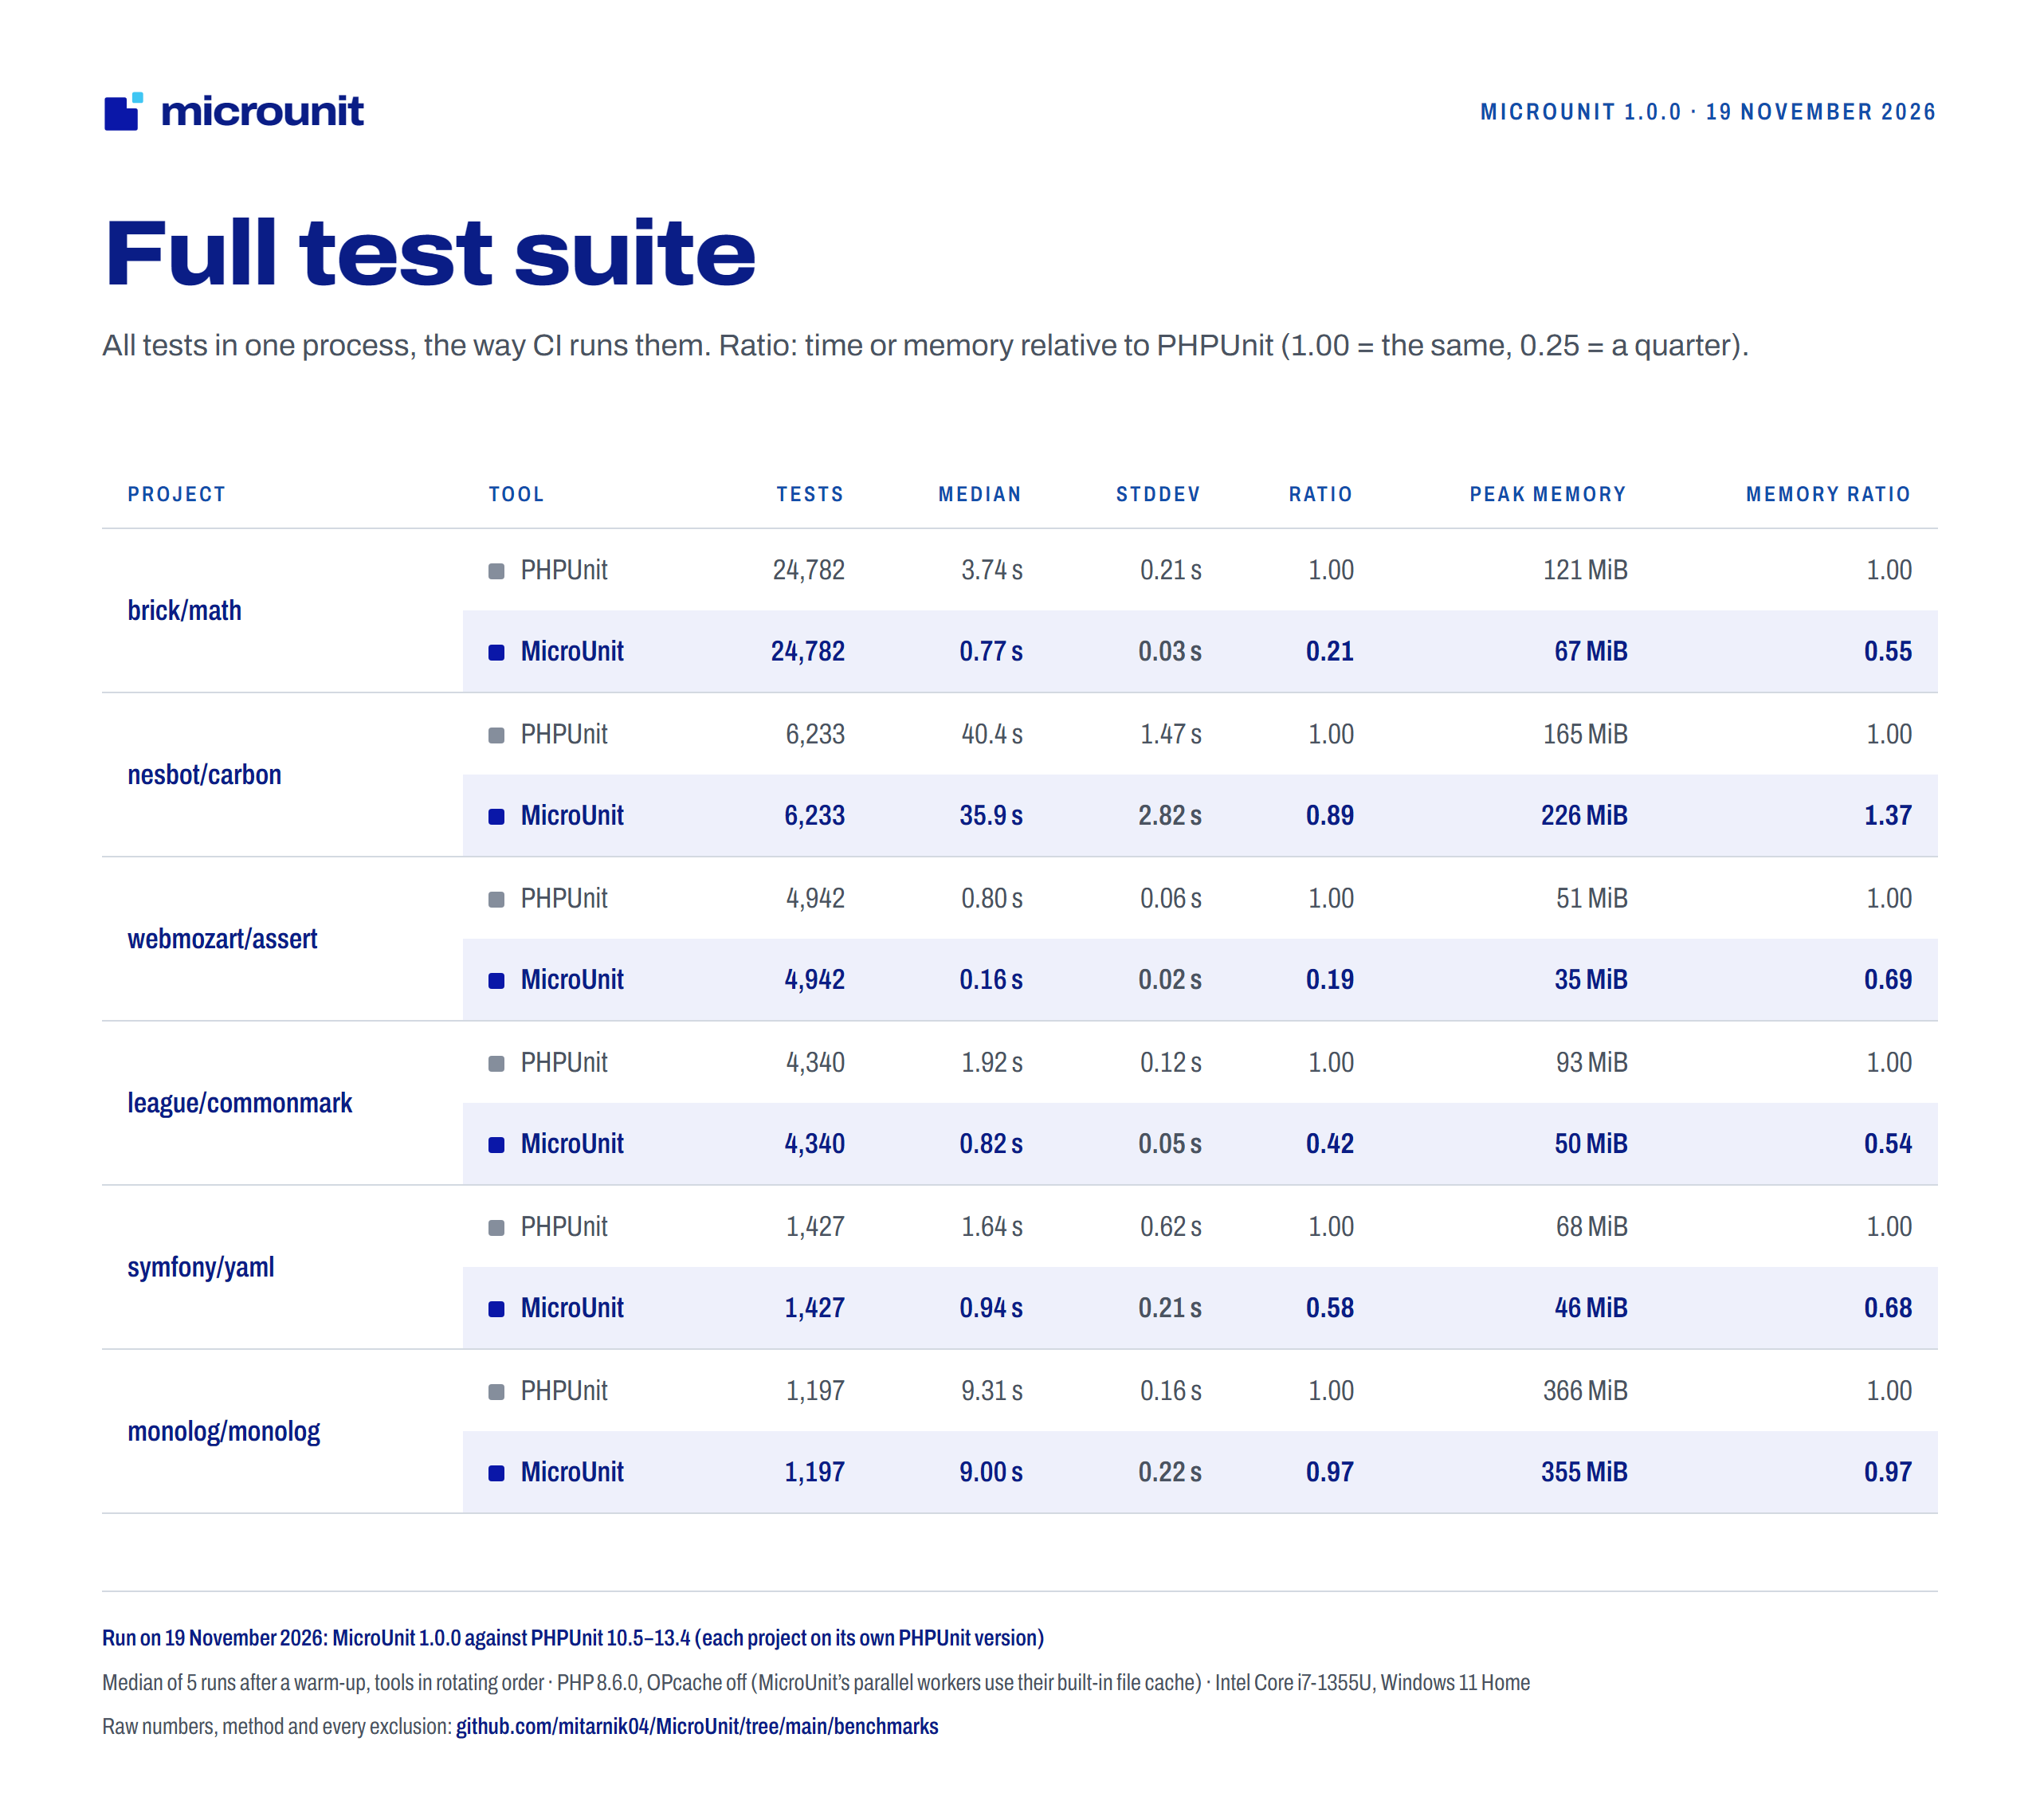 microunit
MICROUNIT 1.0.0 · 19 NOVEMBER 2026
Full test suite
All tests in one process, the way CI runs them. Ratio: time or memory relative to PHPUnit (1.00 = the same, 0.25 = a quarter).
PROJECT TOOL TESTS MEDIAN STDDEV RATIO PEAK MEMORY MEMORY RATIO
brick/math
PHPUnit 24,782 3.74 s 0.21 s 1.00 121 MiB 1.00
MicroUnit 24,782 0.77 s 0.03 s 0.21 67 MiB 0.55
nesbot/carbon
PHPUnit 6,233 40.4 s 1.47 s 1.00 165 MiB 1.00
MicroUnit 6,233 35.9 s 2.82 s 0.89 226 MiB 1.37
webmozart/assert
PHPUnit 4,942 0.80 s 0.06 s 1.00 51 MiB 1.00
MicroUnit 4,942 0.16 s 0.02 s 0.19 35 MiB 0.69
league/commonmark
PHPUnit 4,340 1.92 s 0.12 s 1.00 93 MiB 1.00
MicroUnit 4,340 0.82 s 0.05 s 0.42 50 MiB 0.54
symfony/yaml
PHPUnit 1,427 1.64 s 0.62 s 1.00 68 MiB 1.00
MicroUnit 1,427 0.94 s 0.21 s 0.58 46 MiB 0.68
monolog/monolog
PHPUnit 1,197 9.31 s 0.16 s 1.00 366 MiB 1.00
MicroUnit 1,197 9.00 s 0.22 s 0.97 355 MiB 0.97
Run on 19 November 2026: MicroUnit 1.0.0 against PHPUnit 10.5–13.4 (each project on its own PHPUnit version)
Median of 5 runs after a warm-up, tools in rotating order · PHP 8.6.0, OPcache off (MicroUnit’s parallel workers use their built-in file cache) · Intel Core i7-1355U, Windows 11 Home
Raw numbers, method and every exclusion: github.com/mitarnik04/MicroUnit/tree/main/benchmarks